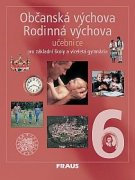 Občanská výchova
Rodinná výchova
učebnice
pro základní školy a víceletá gymnázia
6
FRAUS